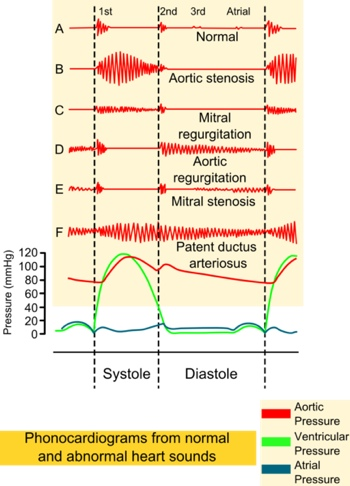 1st 2nd 3rd Atrial
A
Normal
B
Aortic stenosis
C
Mitral
regurgitation
D
Aortic
regurgitation
E
Mitral stenosis
F
Patent ductus
arteriosus
Pressure (mmHg)
120
100
80
60
40
20
0
Systole Diastole
Phonocardiograms from normal
and abnormal heart sounds
Aortic
Pressure
Ventricular
Pressure
Atrial
Pressure